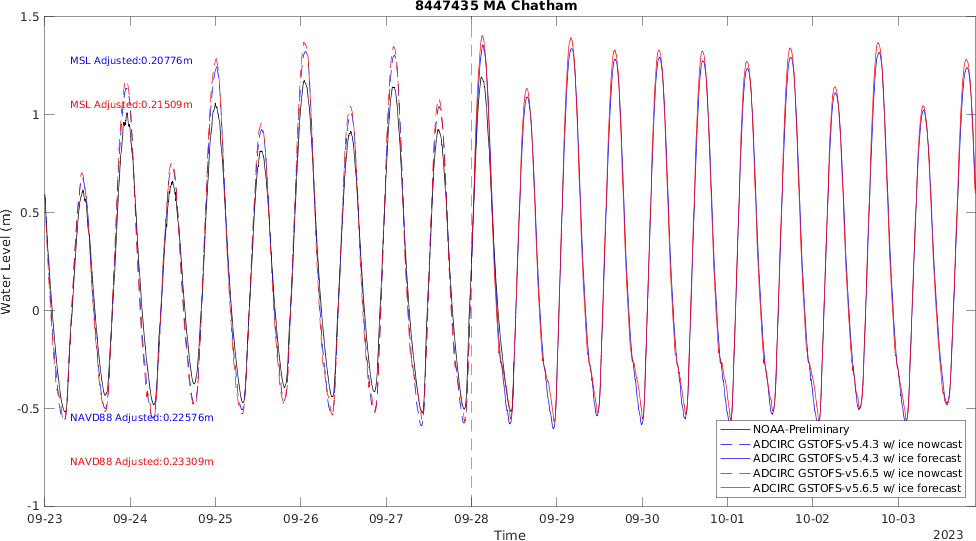 8447435 MA Chatham
1.5
1
0.5
0
-0.5
-1
Water Level (m)
MSL Adjusted:0.20776m
MSL Adjusted:0.21509m
NAVD88 Adjusted:0.22576m
NAVD88 Adjusted:0.23309m
NOAA-Preliminary
ADCIRC GSTOFS-v5.4.3 w/ ice nowcast
ADCIRC GSTOFS-v5.4.3 w/ ice forecast
ADCIRC GSTOFS-v5.6.5 w/ ice nowcast
ADCIRC GSTOFS-v5.6.5 w/ ice forecast
09-23 09-24 09-25 09-26 09-27 09-28 09-29 09-30 10-01 10-02 10-03
Time
2023